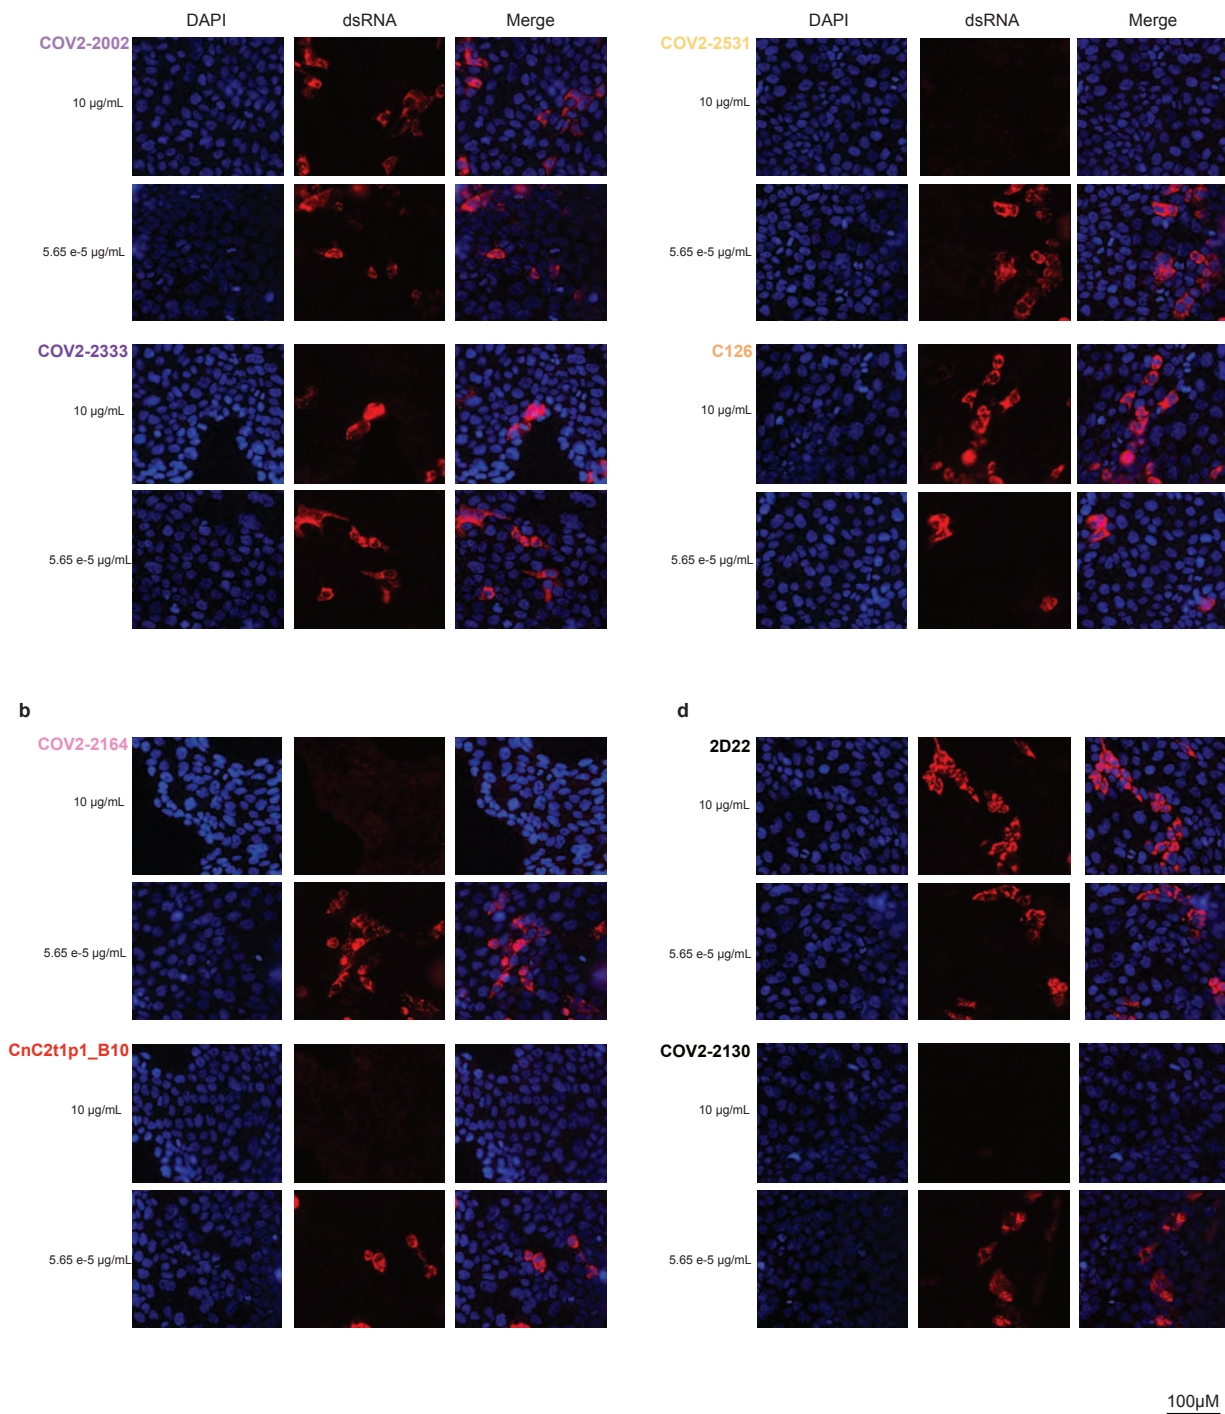 DAPI dsRNA Merge
COV2-2002
10 µg/mL
5.65 e-5 µg/mL
COV2-2333
10 µg/mL
5.65 e-5 µg/mL
DAPI dsRNA Merge
COV2-2531
10 µg/mL
5.65 e-5 µg/mL
C126
10 µg/mL
5.65 e-5 µg/mL
b
COV2-2164
10 µg/mL
5.65 e-5 µg/mL
CnC2t1p1_B10
10 µg/mL
5.65 e-5 µg/mL
d
2D22
10 µg/mL
5.65 e-5 µg/mL
COV2-2130
10 µg/mL
5.65 e-5 µg/mL
100µM